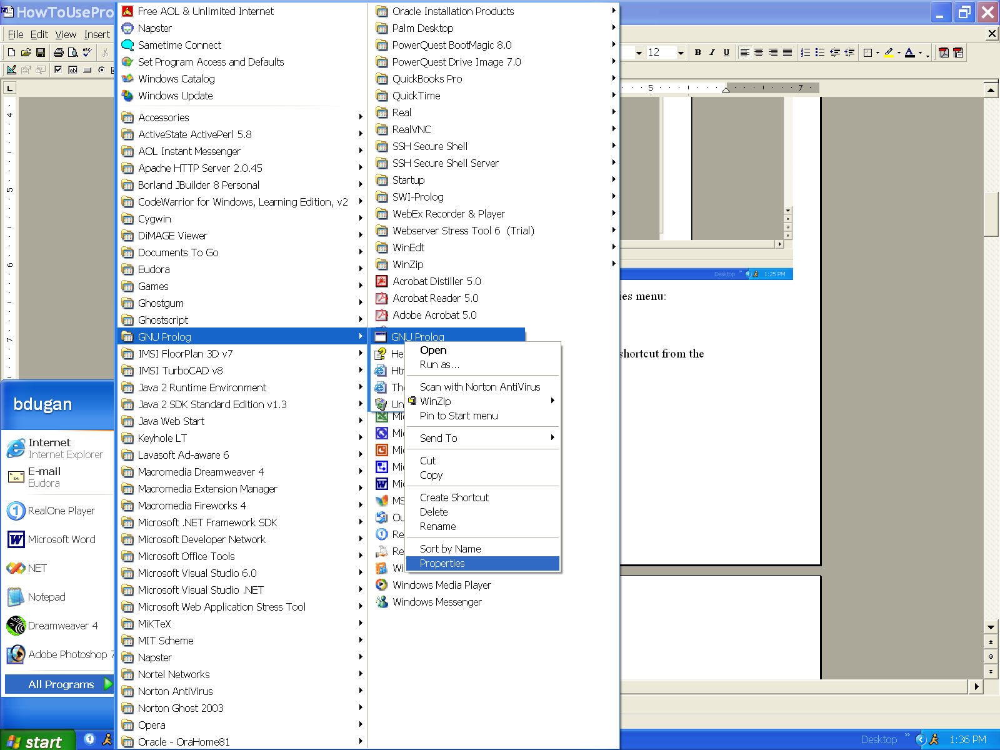 HowToUsePro
File Edit View Insert
12
B I U
5 7
4
5
6
7
Free AOL & Unlimited Internet
Napster
Sametime Connect
Set Program Access and Defaults
Windows Catalog
Windows Update
Accessories
ActiveState ActivePerl 5.8
AOL Instant Messenger
Apache HTTP Server 2.0.45
Borland JBuilder 8 Personal
CodeWarrior for Windows, Learning Edition, v2
Cygwin
DiMAGE Viewer
Documents To Go
Eudora
Games
Ghostgum
Ghostscript
GNU Prolog
IMSI FloorPlan 3D v7
IMSI TurboCAD v8
Java 2 Runtime Environment
Java 2 SDK Standard Edition v1.3
Java Web Start
Keyhole LT
Lavasoft Ad-aware 6
Macromedia Dreamweaver 4
Macromedia Extension Manager
Macromedia Fireworks 4
Microsoft .NET Framework SDK
Microsoft Developer Network
Microsoft Office Tools
Microsoft Visual Studio 6.0
Microsoft Visual Studio .NET
Microsoft Web Application Stress Tool
MiKTeX
MIT Scheme
Napster
Nortel Networks
Norton AntiVirus
Norton Ghost 2003
Opera
Oracle - OraHome81
Oracle Installation Products
Palm Desktop
PowerQuest BootMagic 8.0
PowerQuest Drive Image 7.0
QuickBooks Pro
QuickTime
Real
RealVNC
SSH Secure Shell
SSH Secure Shell Server
Startup
SWI-Prolog
WebEx Recorder & Player
Webserver Stress Tool 6 (Trial)
WinEdt
WinZip
Acrobat Distiller 5.0
Acrobat Reader 5.0
Adobe Acrobat 5.0
GNU Prolog
He
Htm
The
Un
Mic
Mic
Mic
Mic
Mic
MS
Ou
Re
Re
Wi
Windows Media Player
Windows Messenger
Open
Run as...
Scan with Norton AntiVirus
WinZip
Pin to Start menu
Send To
Cut
Copy
Create Shortcut
Delete
Rename
Sort by Name
Properties
Desktop 1:25 PM
ies menu:
shortcut from the
bdugan
Internet
Internet Explorer
E-mail
Eudora
RealOne Player
Microsoft Word
.NET
Notepad
Dreamweaver 4
Adobe Photoshop 7
All Programs
start
Desktop
1:36 PM